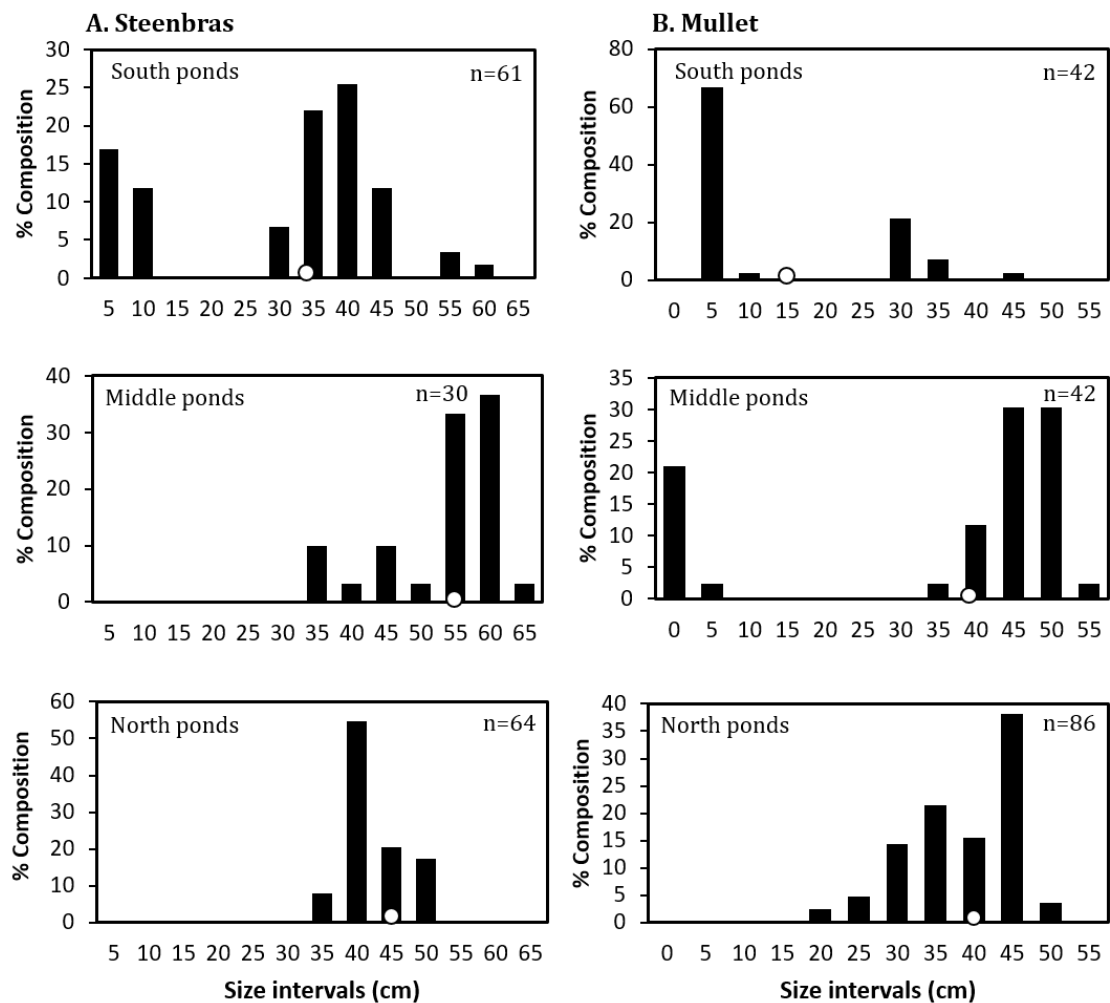 A. Steenbras
South ponds
n=61
% Composition
30
25
20
15
10
5
0
5 10 15 20 25 30 35 40 45 50 55 60 65
Middle ponds
n=30
% Composition
40
30
20
10
0
5 10 15 20 25 30 35 40 45 50 55 60 65
North ponds
n=64
% Composition
60
50
40
30
20
10
0
5 10 15 20 25 30 35 40 45 50 55 60 65
Size intervals (cm)
B. Mullet
South ponds
n=42
% Composition
80
60
40
20
0
0 5 10 15 20 25 30 35 40 45 50 55
Middle ponds
n=42
% Composition
35
30
25
20
15
10
5
0
0 5 10 15 20 25 30 35 40 45 50 55
North ponds
n=86
% Composition
40
35
30
25
20
15
10
5
0
0 5 10 15 20 25 30 35 40 45 50 55
Size intervals (cm)